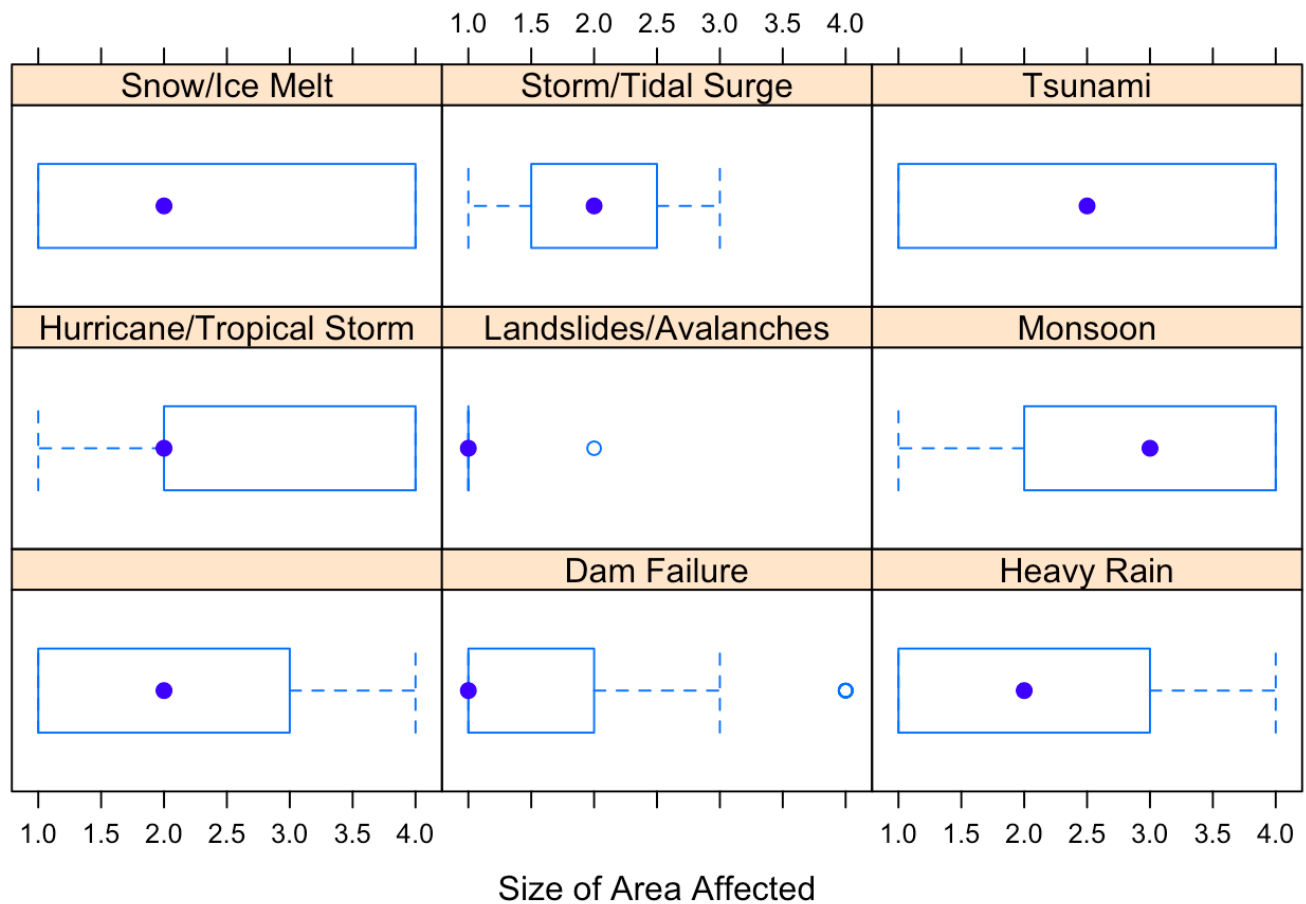 1.0 1.5 2.0 2.5 3.0 3.5 4.0
Snow/Ice Melt Storm/Tidal Surge Tsunami
Hurricane/Tropical Storm Landslides/Avalanches Monsoon
Dam Failure Heavy Rain
1.0 1.5 2.0 2.5 3.0 3.5 4.0 1.0 1.5 2.0 2.5 3.0 3.5 4.0
Size of Area Affected